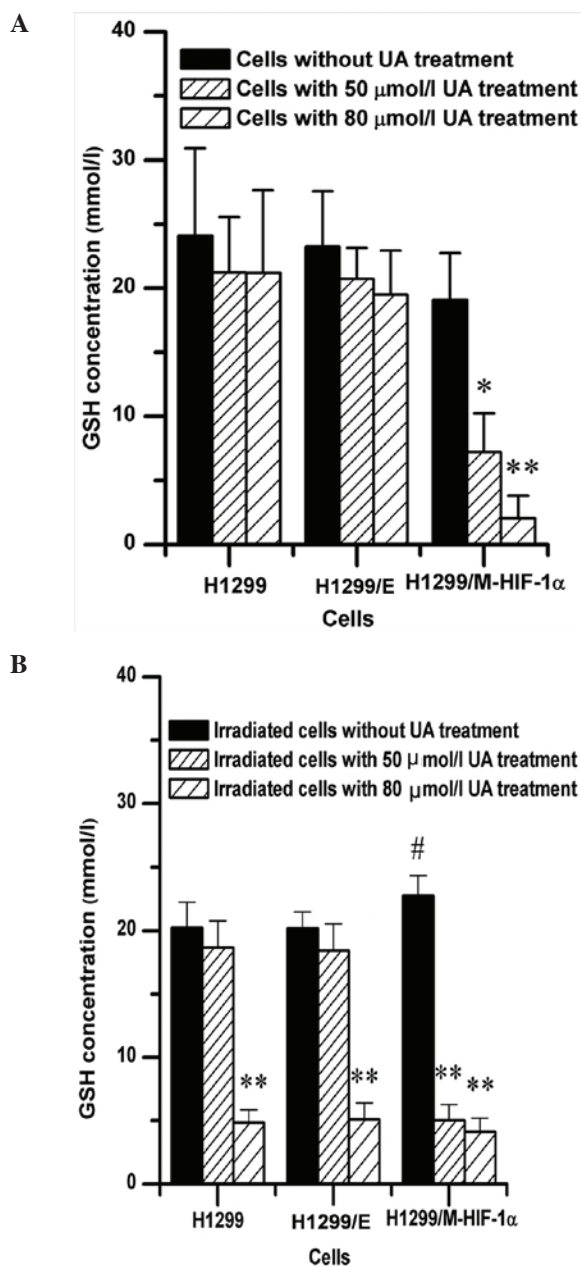 A
40
Cells without UA treatment
Cells with 50 μmol/l UA treatment
Cells with 80 μmol/l UA treatment
30
20
10
0
GSH concentration (mmol/l)
*
**
H1299
H1299/E
H1299/M-HIF-1α
Cells
B
40
Irradiated cells without UA treatment
Irradiated cells with 50 μ mol/l UA treatment
Irradiated cells with 80 μmol/l UA treatment
30
20
10
0
GSH concentration (mmol/l)
**
**
#
**
**
H1299
H1299/E
H1299/M-HIF-1α
Cells